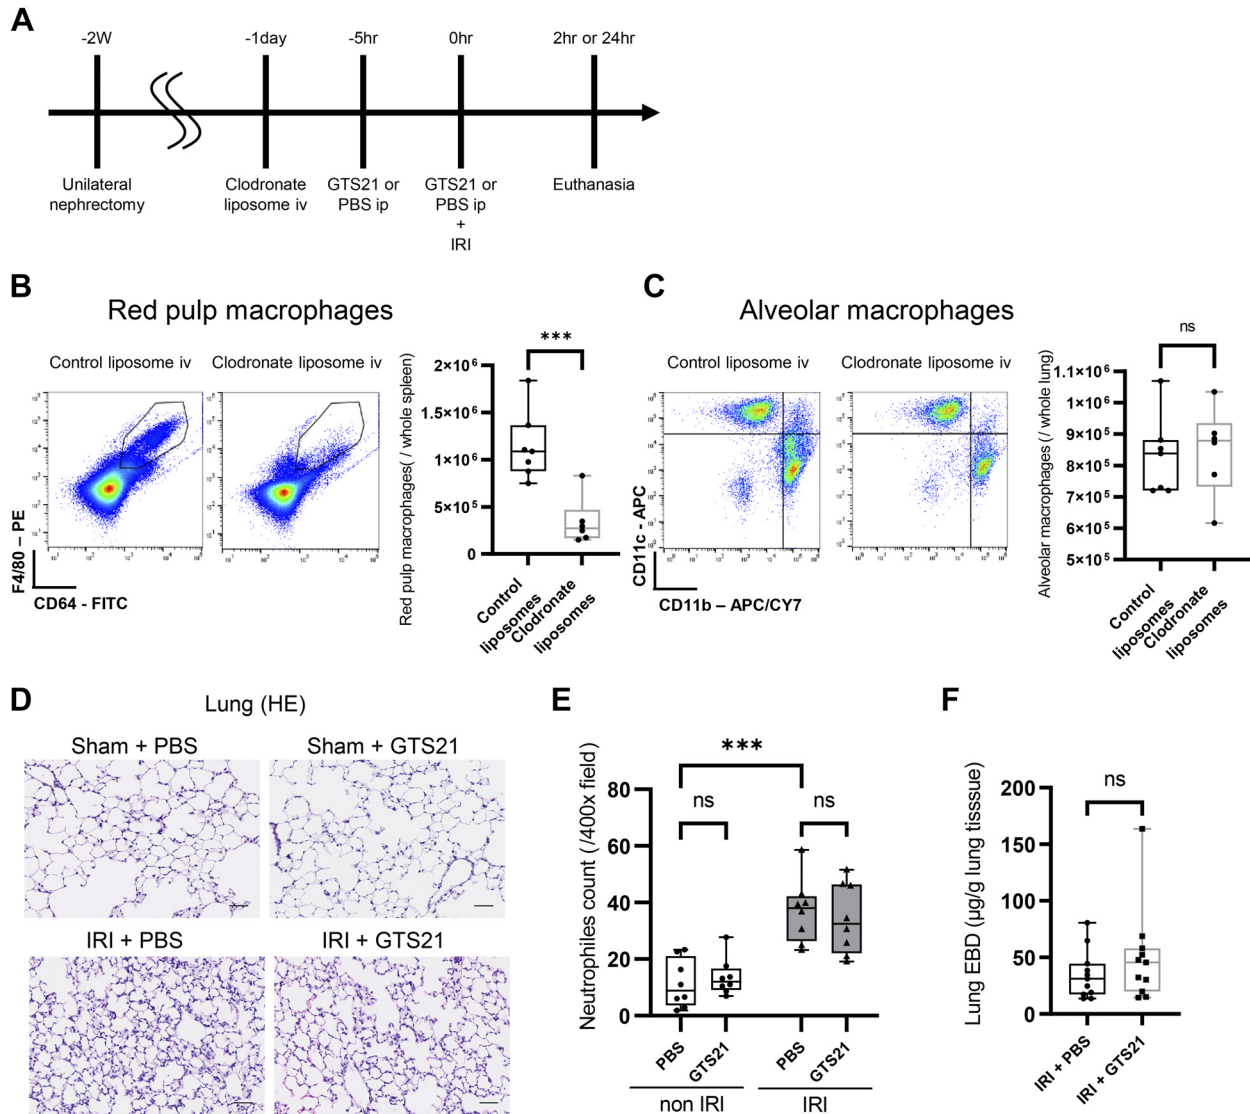 A
-2W
-1day
-5hr
0hr
2hr or 24hr
Unilateral
nephrectomy
Clodronate
liposome iv
GTS21 or
PBS ip
GTS21 or
PBS ip
+
IRI
Euthanasia
B
Red pulp macrophages
Control liposome iv
Clodronate liposome iv
F4/80 – PE
CD64 - FITC
***
Red pulp macrophages( / whole spleen)
2×10⁶
1.5×10⁶
1×10⁶
5×10⁵
0
Control
liposomes
Clodronate
liposomes
C
Alveolar macrophages
Control liposome iv
Clodronate liposome iv
CD11c - APC
CD11b – APC/CY7
ns
Alveolar macrophages (/ whole lung)
1.1×10⁶
1×10⁶
9×10⁵
8×10⁵
7×10⁵
6×10⁵
5×10⁵
Control
liposomes
Clodronate
liposomes
D
Lung (HE)
Sham + PBS
Sham + GTS21
IRI + PBS
IRI + GTS21
E
Neutrophiles count (/400x field)
***
ns
ns
80
60
40
20
0
PBS
GTS21
PBS
GTS21
non IRI
IRI
F
Lung EBD (µg/g lung tisssue)
ns
200
150
100
50
0
IRI + PBS
IRI + GTS21